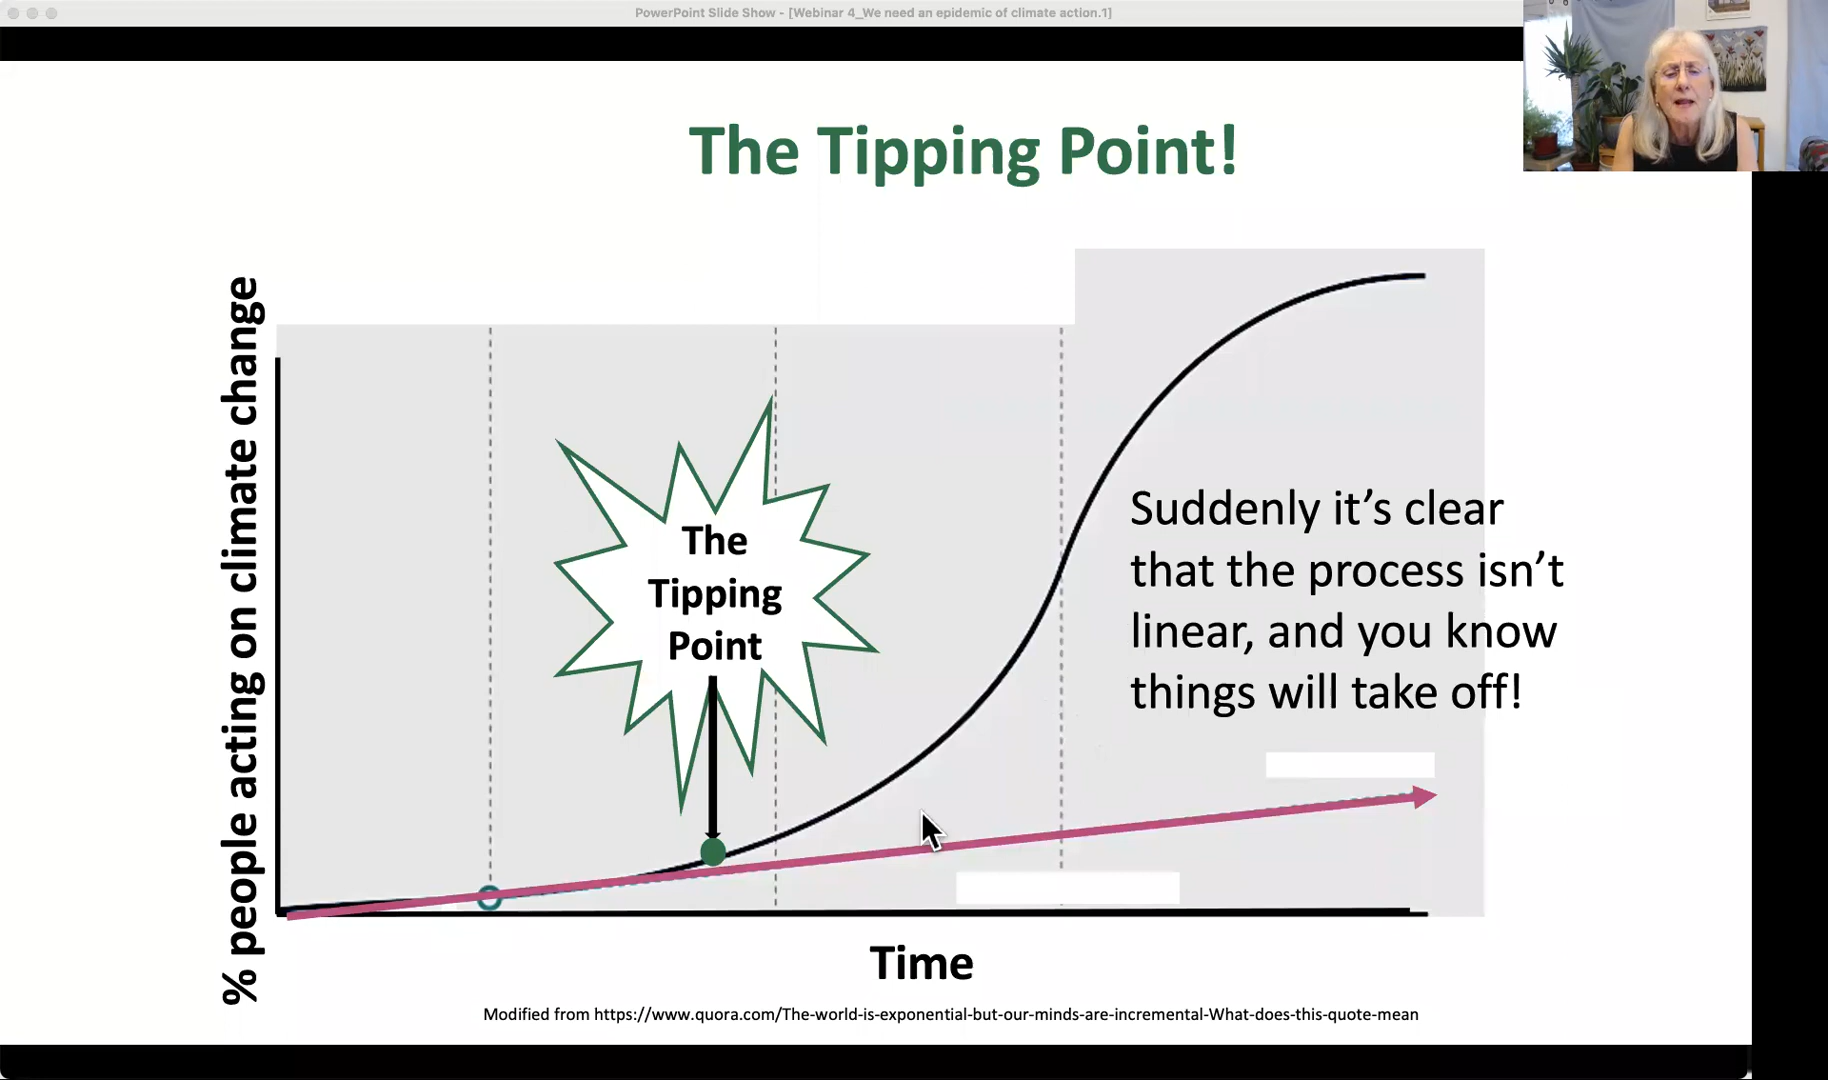 PowerPoint Slide Show - [Webinar 4_We need an epidemic of climate action.1]
The Tipping Point!
% people acting on climate change
The
Tipping
Point
Suddenly it's clear
that the process isn't
linear, and you know
things will take off!
Time
Modified from https://www.quora.com/The-world-is-exponential-but-our-minds-are-incremental-What-does-this-quote-mean